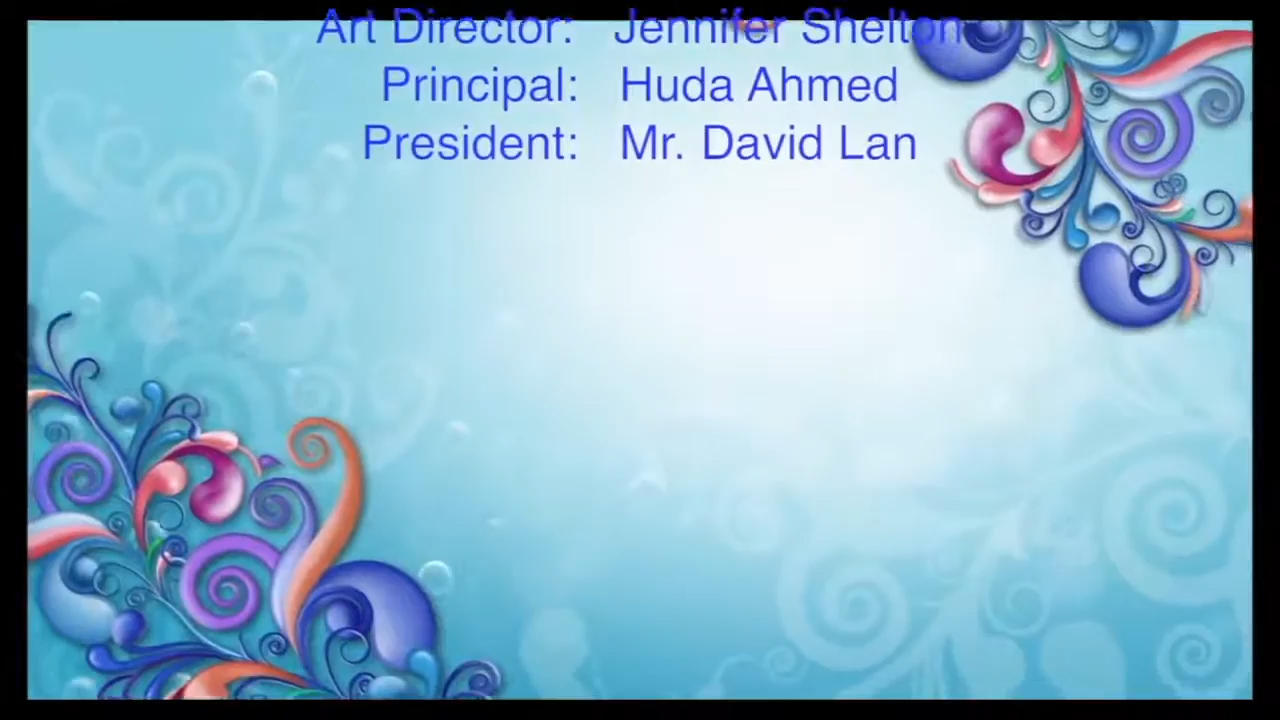 Art Director: Jennifer Shelton
Principal: Huda Ahmed
President: Mr. David Lan